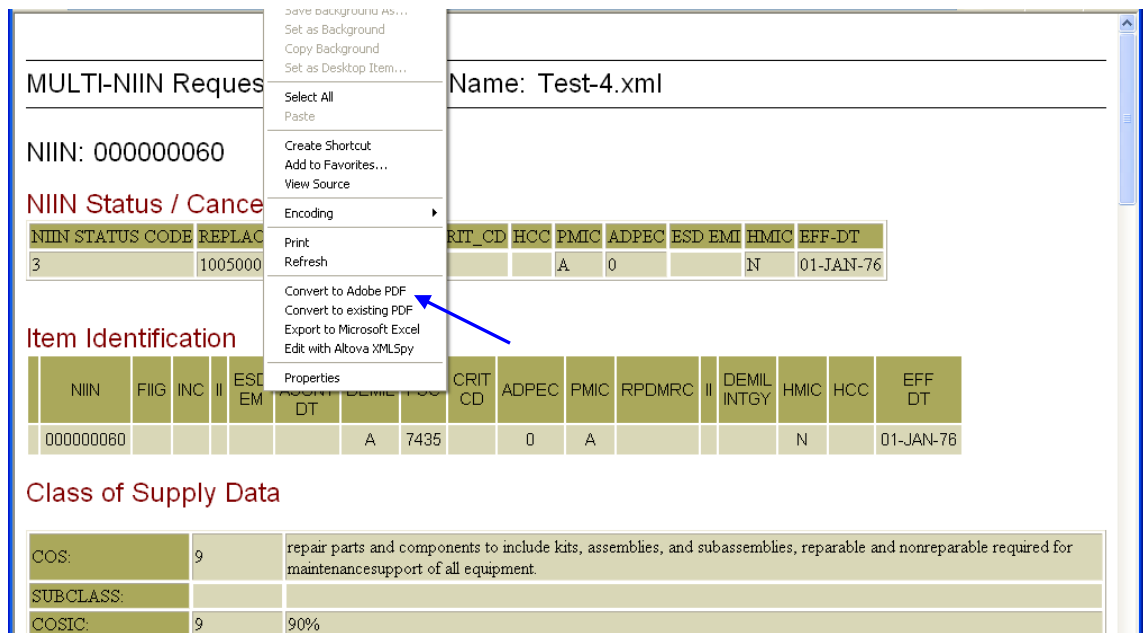 Save Background As...
Set as Background
Copy Background
Set as Desktop Item...
Select All
Paste
Create Shortcut
Add to Favorites...
View Source
Encoding
Print
Refresh
Convert to Adobe PDF
Convert to existing PDF
Export to Microsoft Excel
Edit with Altova XMLSpy
Properties
MULTI-NIIN Reques Name: Test-4.xml
NIIN: 000000060
NIIN Status / Cance
NIIN STATUS CODE REPLAC RIT_CD HCC PMIC ADPEC ESD EMI HMIC EFF-DT
3 1005000 A 0 N 01-JAN-76
Item Identification
NIIN FIIG INC II ESD EM DT CRIT CD ADPEC PMIC RPDMRC II DEMIL INTGY HMIC HCC EFF DT
000000060 A 7435 0 A N 01-JAN-76
Class of Supply Data
COS: 9 repair parts and components to include kits, assemblies, and subassemblies, reparable and nonreparable required for
maintenancesupport of all equipment.
SUBCLASS:
COSIC: 9 90%